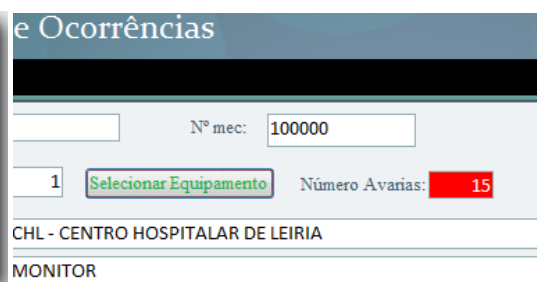 e Ocorrências
Nº mec: 100000
1 Selecionar Equipamento Número Avarias: 15
CHL - CENTRO HOSPITALAR DE LEIRIA
MONITOR